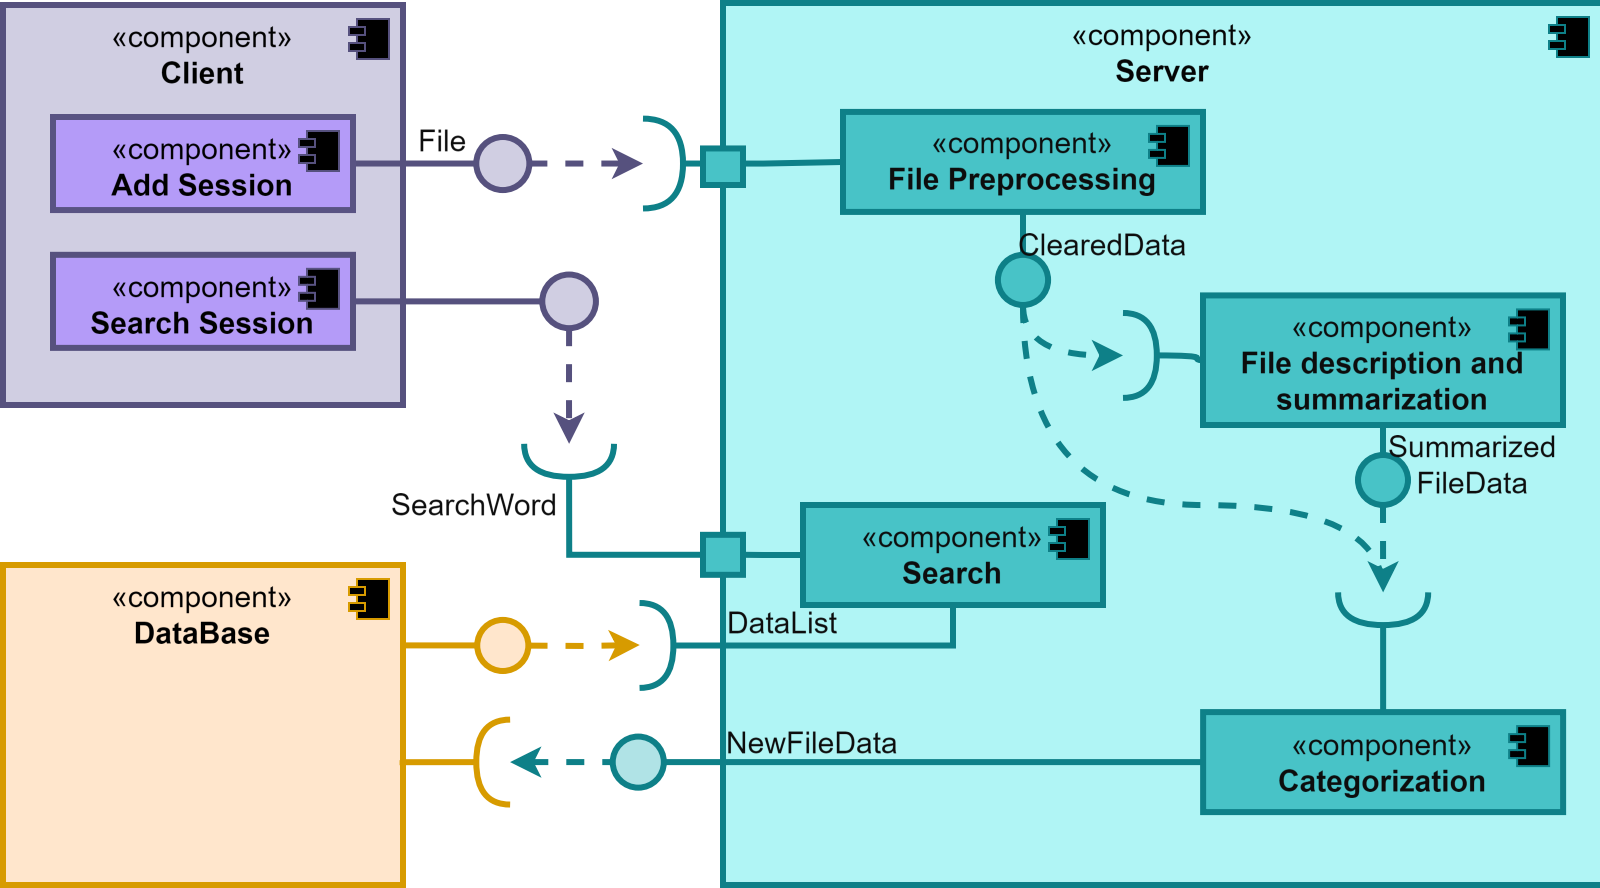 «component»
Client
«component»
Add Session
«component»
Search Session
File
SearchWord
«component»
DataBase
«component»
Server
«component»
File Preprocessing
ClearedData
«component»
File description and
summarization
Summarized
FileData
«component»
Search
DataList
NewFileData
«component»
Categorization